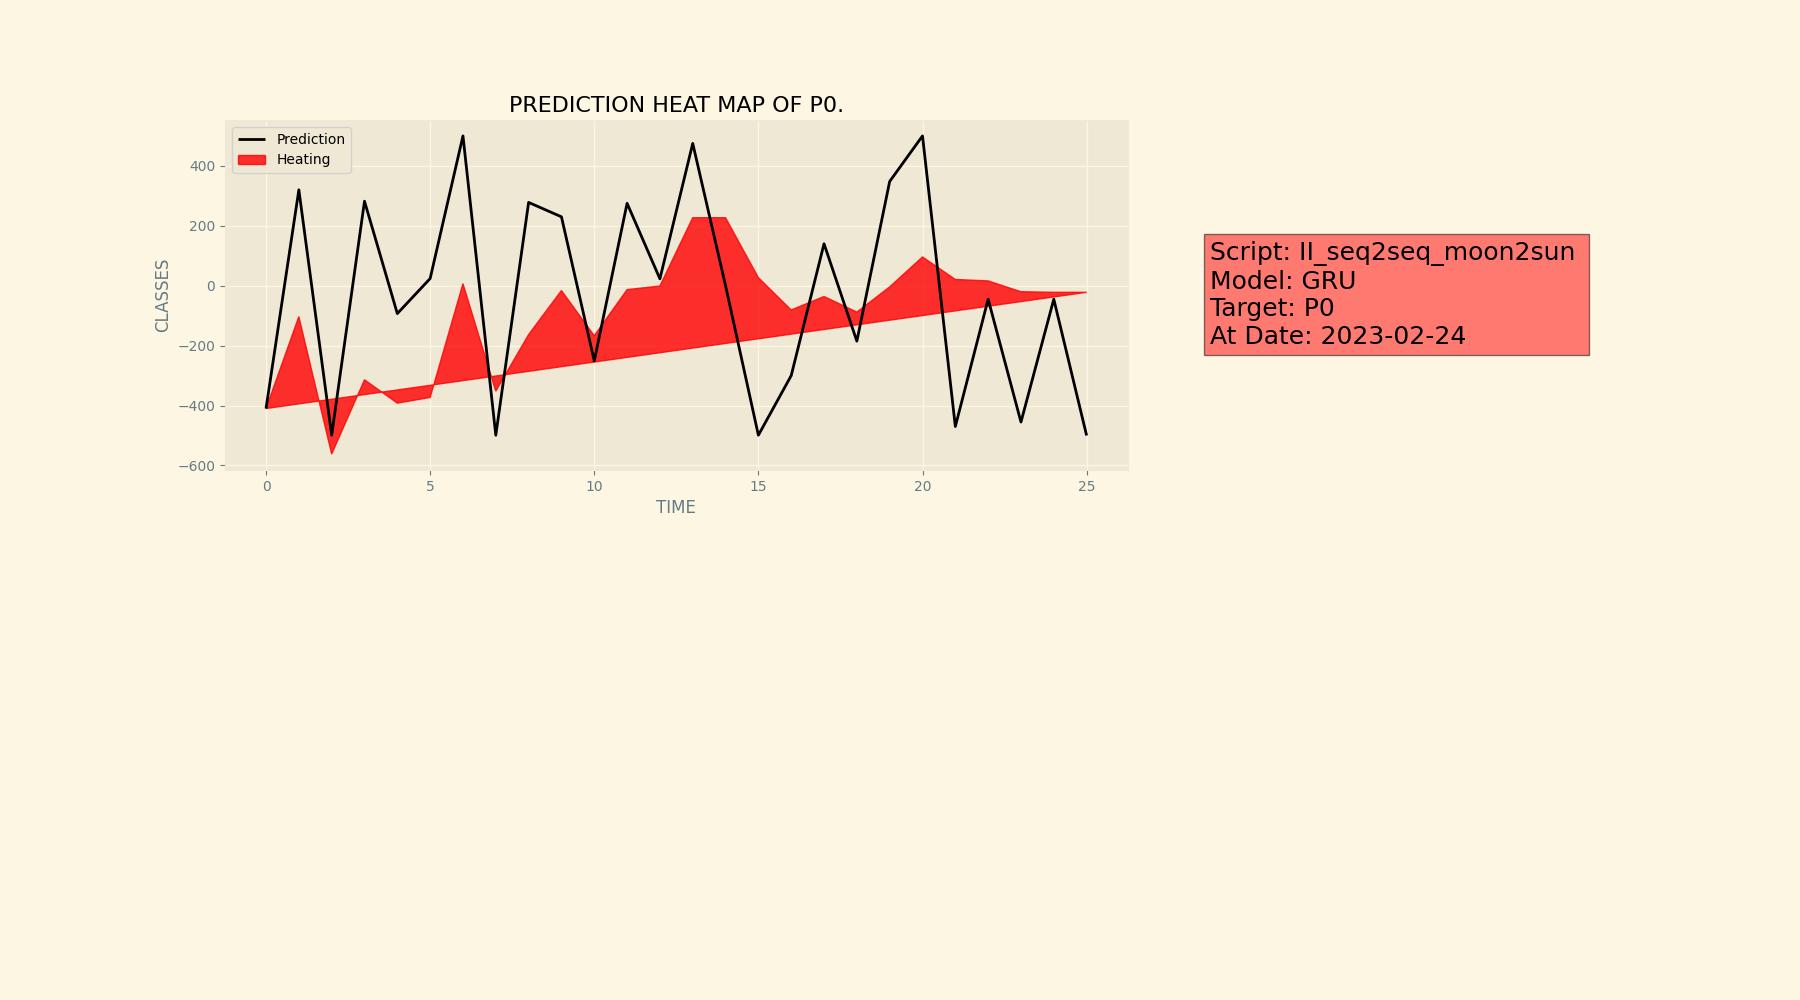 PREDICTION HEAT MAP OF P0.
Prediction
Heating
400
200
0
−200
−400
−600
CLASSES
0 5 10 15 20 25
TIME
Script: II_seq2seq_moon2sun
Model: GRU
Target: P0
At Date: 2023-02-24